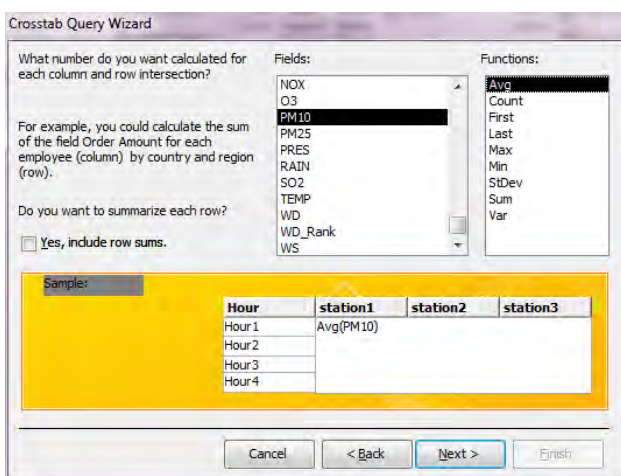 Crosstab Query Wizard
What number do you want calculated for
each column and row intersection?
For example, you could calculate the sum
of the field Order Amount for each
employee (column) by country and region
(row).
Do you want to summarize each row?
Yes, include row sums.
Fields:
NOX
O3
PM10
PM25
PRES
RAIN
SO2
TEMP
WD
WD_Rank
WS
Functions:
Avg
Count
First
Last
Max
Min
StDev
Sum
Var
Sample:
Hour station1 station2 station3
Hour1 Avg(PM10)
Hour2
Hour3
Hour4
Cancel < Back Next > Finish